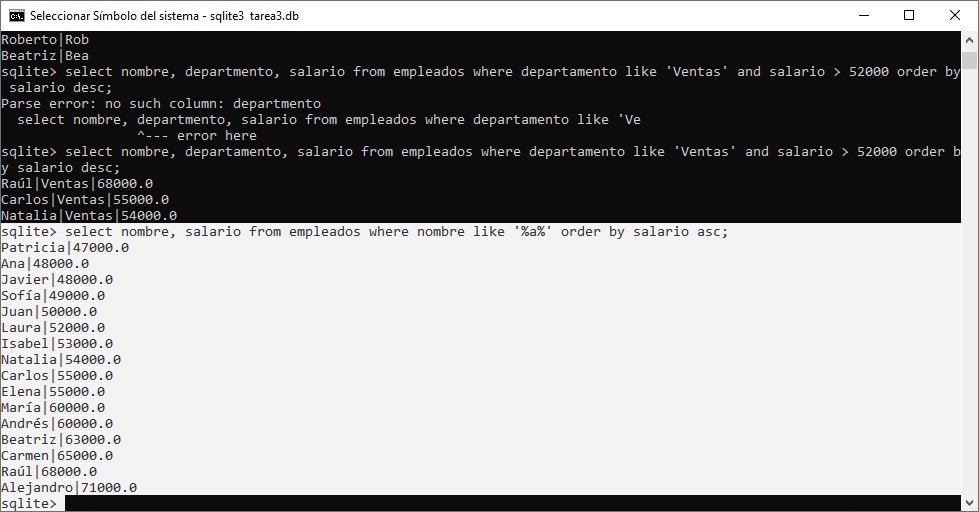 Seleccionar Símbolo del sistema - sqlite3 tarea3.db
Roberto|Rob
Beatriz|Bea
sqlite> select nombre, departmento, salario from empleados where departamento like 'Ventas' and salario > 52000 order by
 salario desc;
Parse error: no such column: departmento
  select nombre, departmento, salario from empleados where departamento like 'Ve
                 ^--- error here
sqlite> select nombre, departamento, salario from empleados where departamento like 'Ventas' and salario > 52000 order b
y salario desc;
Raúl|Ventas|68000.0
Carlos|Ventas|55000.0
Natalia|Ventas|54000.0
sqlite> select nombre, salario from empleados where nombre like '%a%' order by salario asc;
Patricia|47000.0
Ana|48000.0
Javier|48000.0
Sofía|49000.0
Juan|50000.0
Laura|52000.0
Isabel|53000.0
Natalia|54000.0
Carlos|55000.0
Elena|55000.0
María|60000.0
Andrés|60000.0
Beatriz|63000.0
Carmen|65000.0
Raúl|68000.0
Alejandro|71000.0
sqlite>